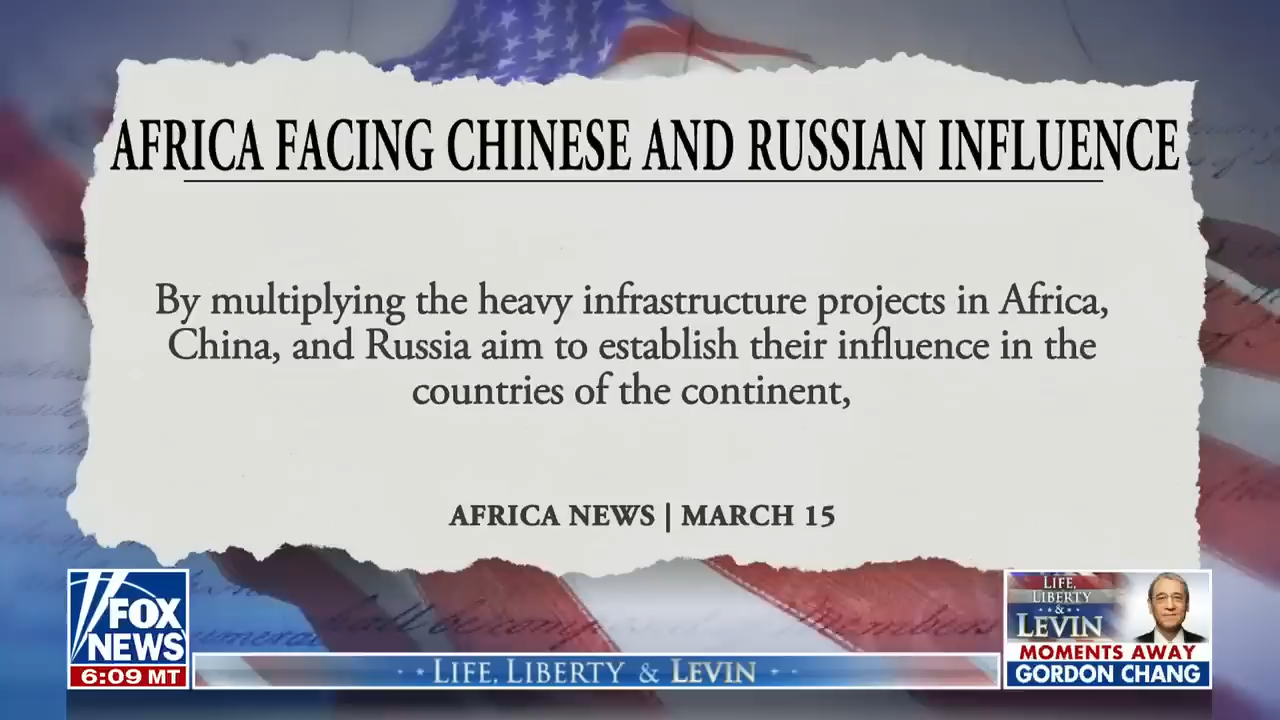 AFRICA FACING CHINESE AND RUSSIAN INFLUENCE
By multiplying the heavy infrastructure projects in Africa,
China, and Russia aim to establish their influence in the
countries of the continent,
AFRICA NEWS | MARCH 15
FOX
NEWS
6:09 MT
LIFE, LIBERTY & LEVIN
LIFE,
LIBERTY
&
LEVIN
MOMENTS AWAY
GORDON CHANG